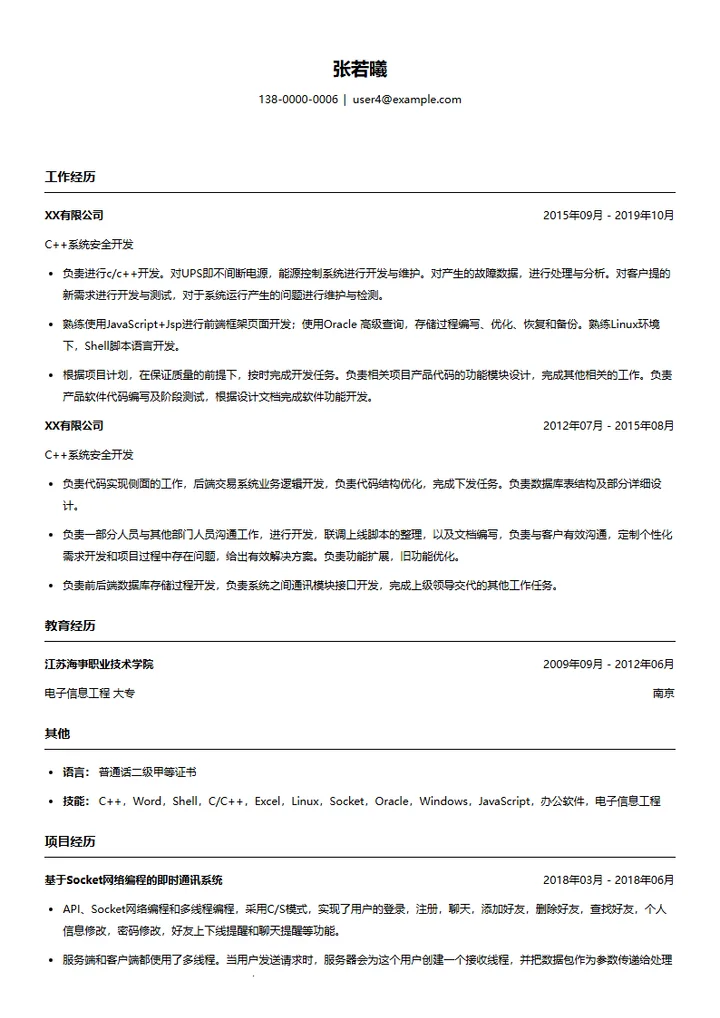 张若曦
138-0000-0006 | user4@example.com
工作经历
XX有限公司 2015年09月 - 2019年10月
C++系统安全开发
• 负责进行c/c++开发。对UPS即不间断电源，能源控制系统进行开发与维护。对产生的故障数据，进行处理与分析。对客户提的
新需求进行开发与测试，对于系统运行产生的问题进行维护与检测。
• 熟练使用JavaScript+Jsp进行前端框架页面开发；使用Oracle 高级查询，存储过程编写、优化、恢复和备份。熟练Linux环境
下，Shell脚本语言开发。
• 根据项目计划，在保证质量的前提下，按时完成开发任务。负责相关项目产品代码的功能模块设计，完成其他相关的工作。负责
产品软件代码编写及阶段测试，根据设计文档完成软件功能开发。
XX有限公司 2012年07月 - 2015年08月
C++系统安全开发
• 负责代码实现侧面的工作，后端交易系统业务逻辑开发，负责代码结构优化，完成下发任务。负责数据库表结构及部分详细设
计。
• 负责一部分人员与其他部门人员沟通工作，进行开发，联调上线脚本的整理，以及文档编写，负责与客户有效沟通，定制个性化
需求开发和项目过程中存在问题，给出有效解决方案。负责功能扩展，旧功能优化。
• 负责前后端数据库存储过程开发，负责系统之间通讯模块接口开发，完成上级领导交代的其他工作任务。
教育经历
江苏海事职业技术学院 2009年09月 - 2012年06月
电子信息工程 大专 南京
其他
• 语言： 普通话二级甲等证书
• 技能： C++，Word，Shell，C/C++，Excel，Linux，Socket，Oracle，Windows，JavaScript，办公软件，电子信息工程
项目经历
基于Socket网络编程的即时通讯系统 2018年03月 - 2018年06月
• API、Socket网络编程和多线程编程，采用C/S模式，实现了用户的登录，注册，聊天，添加好友，删除好友，查找好友，个人
信息修改，密码修改，好友上下线提醒和聊天提醒等功能。
• 服务端和客户端都使用了多线程。当用户发送请求时，服务器会为这个用户创建一个接收线程，并把数据包作为参数传递给处理